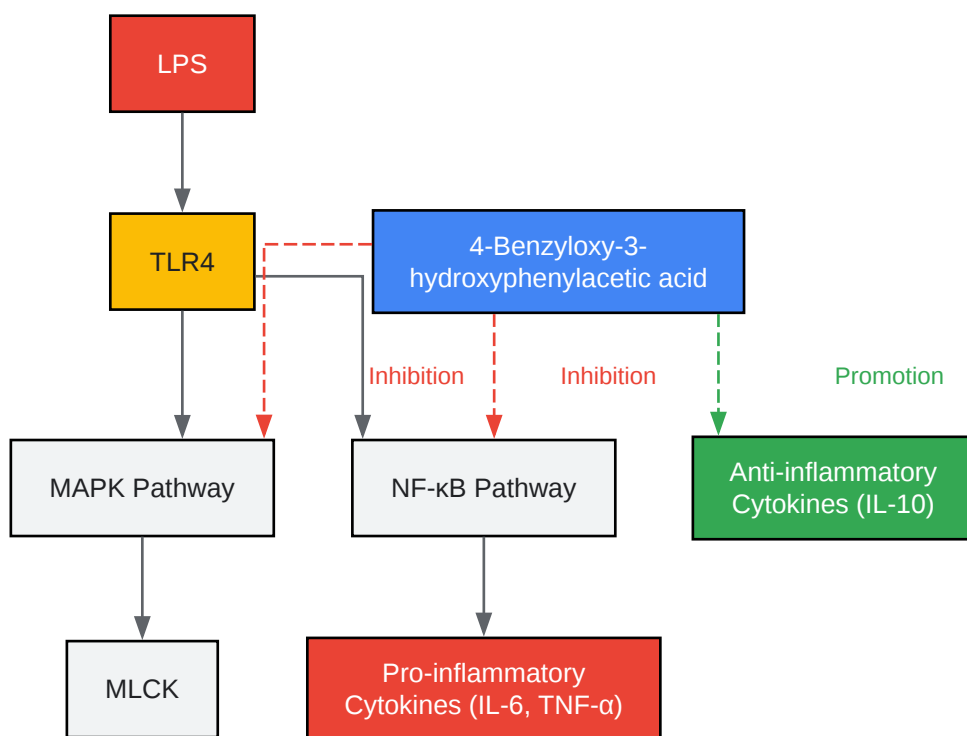 LPS
TLR4
4-Benzyloxy-3-
hydroxyphenylacetic acid
Inhibition
Inhibition
Promotion
MAPK Pathway
NF-κB Pathway
Anti-inflammatory
Cytokines (IL-10)
MLCK
Pro-inflammatory
Cytokines (IL-6, TNF-α)